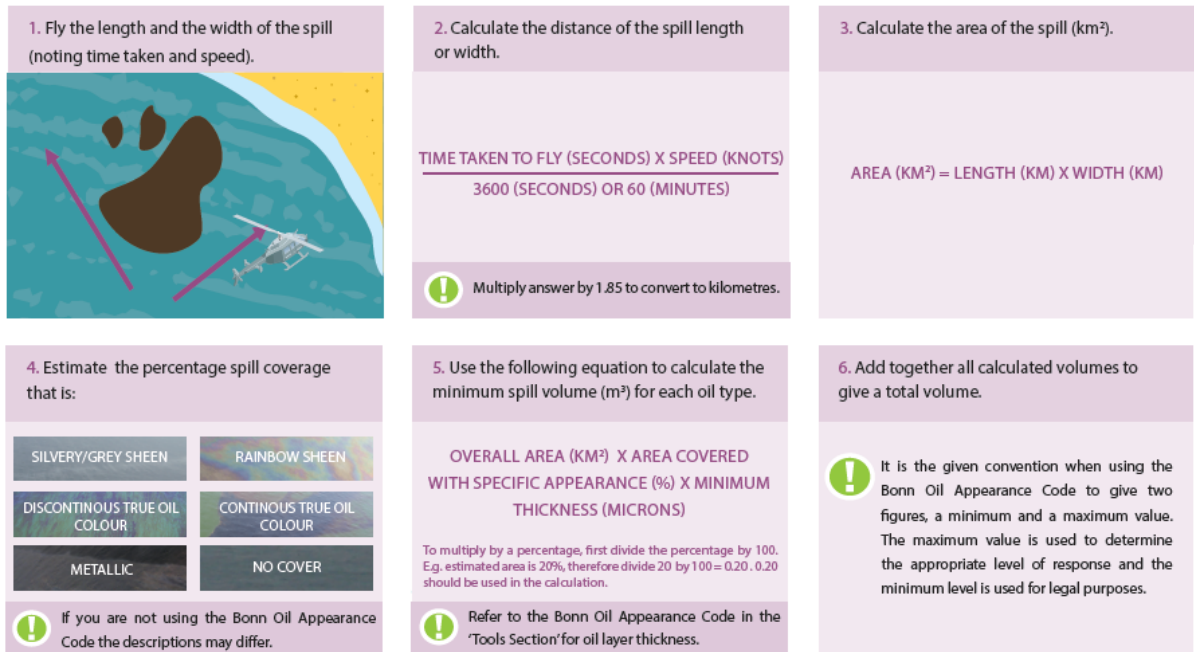 1. Fly the length and the width of the spill
(noting time taken and speed).
2. Calculate the distance of the spill length
or width.
TIME TAKEN TO FLY (SECONDS) X SPEED (KNOTS)
3600 (SECONDS) OR 60 (MINUTES)
Multiply answer by 1.85 to convert to kilometres.
3. Calculate the area of the spill (km²).
AREA (KM²) = LENGTH (KM) X WIDTH (KM)
4. Estimate the percentage spill coverage
that is:
SILVERY/GREY SHEEN
RAINBOW SHEEN
DISCONTINOUS TRUE OIL
COLOUR
CONTINOUS TRUE OIL
COLOUR
METALLIC
NO COVER
If you are not using the Bonn Oil Appearance
Code the descriptions may differ.
5. Use the following equation to calculate the
minimum spill volume (m³) for each oil type.
OVERALL AREA (KM²) X AREA COVERED
WITH SPECIFIC APPEARANCE (%) X MINIMUM
THICKNESS (MICRONS)
To multiply by a percentage, first divide the percentage by 100.
E.g. estimated area is 20%, therefore divide 20 by 100 = 0.20 . 0.20
should be used in the calculation.
Refer to the Bonn Oil Appearance Code in the
'Tools Section' for oil layer thickness.
6. Add together all calculated volumes to
give a total volume.
It is the given convention when using the
Bonn Oil Appearance Code to give two
figures, a minimum and a maximum value.
The maximum value is used to determine
the appropriate level of response and the
minimum level is used for legal purposes.